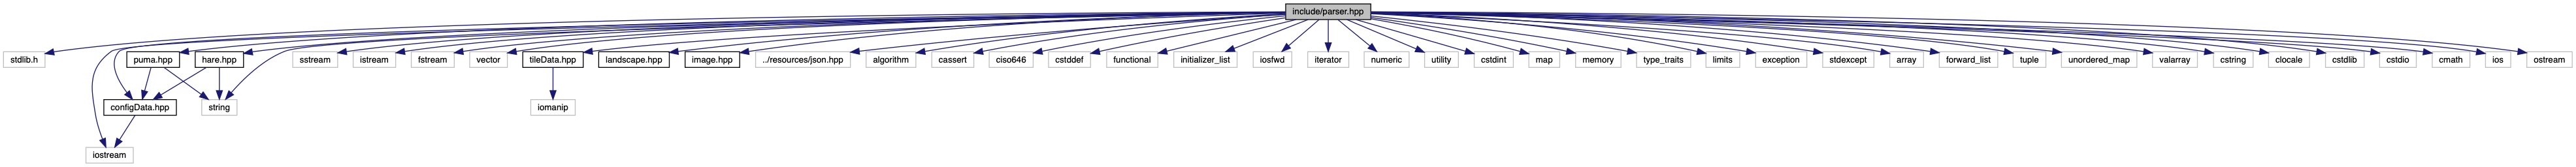 include/parser.hpp
stdlib.h
puma.hpp
hare.hpp
sstream
istream
fstream
vector
tileData.hpp
landscape.hpp
image.hpp
../resources/json.hpp
algorithm
cassert
ciso646
cstddef
functional
initializer_list
iosfwd
iterator
numeric
utility
cstdint
map
memory
type_traits
limits
exception
stdexcept
array
forward_list
tuple
unordered_map
valarray
cstring
clocale
cstdlib
cstdio
cmath
ios
ostream
configData.hpp
string
iomanip
iostream